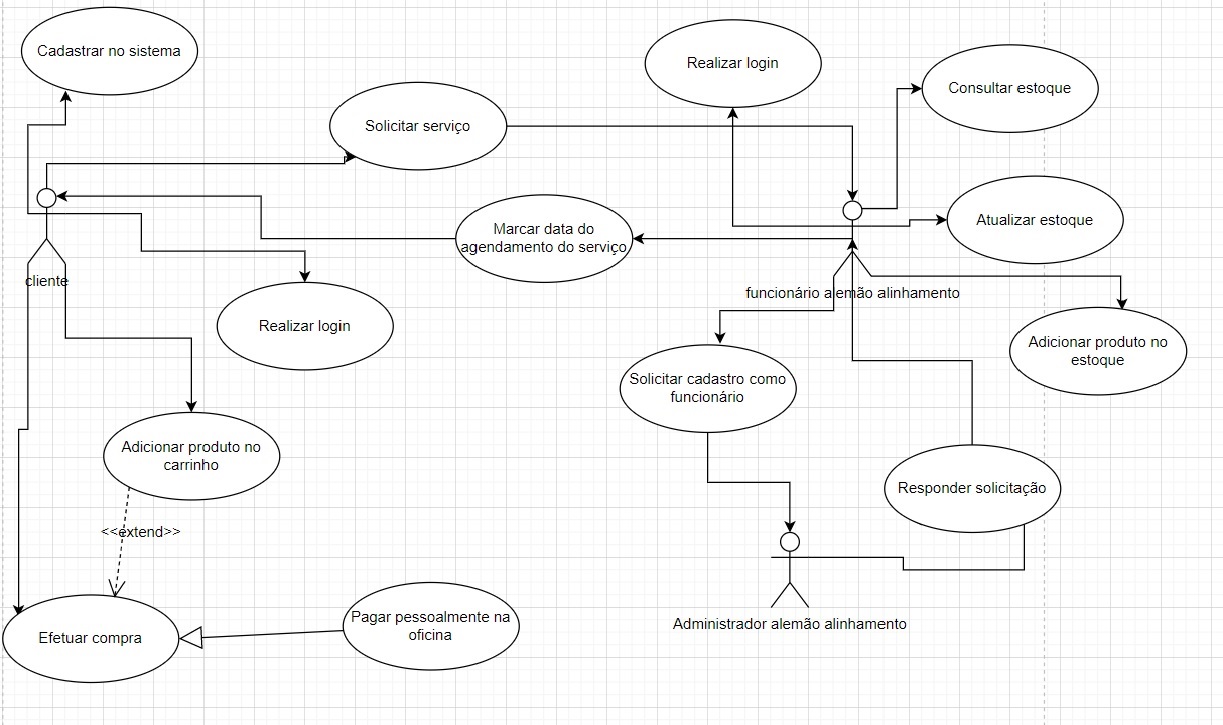 Cadastrar no sistema
Realizar login
Consultar estoque
Solicitar serviço
Atualizar estoque
Marcar data do
agendamento do serviço
cliente
funcionário alemão alinhamento
Realizar login
Adicionar produto no
estoque
Solicitar cadastro como
funcionário
Adicionar produto no
carrinho
Responder solicitação
<<extend>>
Pagar pessoalmente na
oficina
Efetuar compra
Administrador alemão alinhamento